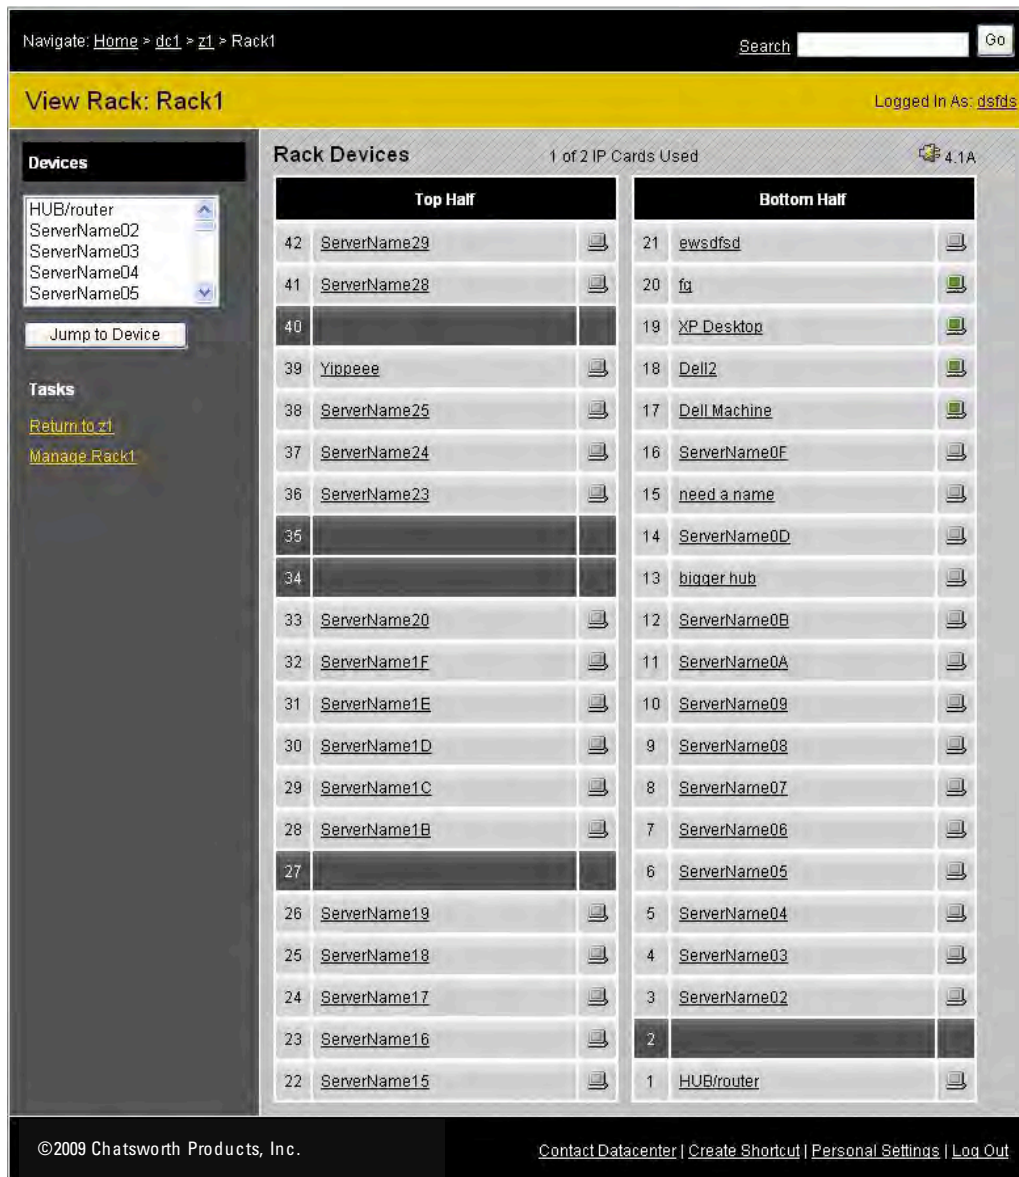 Navigate: Home > dc1 > z1 > Rack1
Search
Go
View Rack: Rack1
Logged In As: dsfds
Devices
HUB/router
ServerName02
ServerName03
ServerName04
ServerName05
Jump to Device
Tasks
Return to z1
Manage Rack1
Rack Devices
1 of 2 IP Cards Used
4.1A
Top Half
42 ServerName29
41 ServerName28
40
39 Yippeee
38 ServerName25
37 ServerName24
36 ServerName23
35
34
33 ServerName20
32 ServerName1F
31 ServerName1E
30 ServerName1D
29 ServerName1C
28 ServerName1B
27
26 ServerName19
25 ServerName18
24 ServerName17
23 ServerName16
22 ServerName15
Bottom Half
21 ewsdfsd
20 fq
19 XP Desktop
18 Dell2
17 Dell Machine
16 ServerName0F
15 need a name
14 ServerName0D
13 bigger hub
12 ServerName0B
11 ServerName0A
10 ServerName09
9 ServerName08
8 ServerName07
7 ServerName06
6 ServerName05
5 ServerName04
4 ServerName03
3 ServerName02
2
1 HUB/router
©2009 Chatsworth Products, Inc.
Contact Datacenter | Create Shortcut | Personal Settings | Log Out